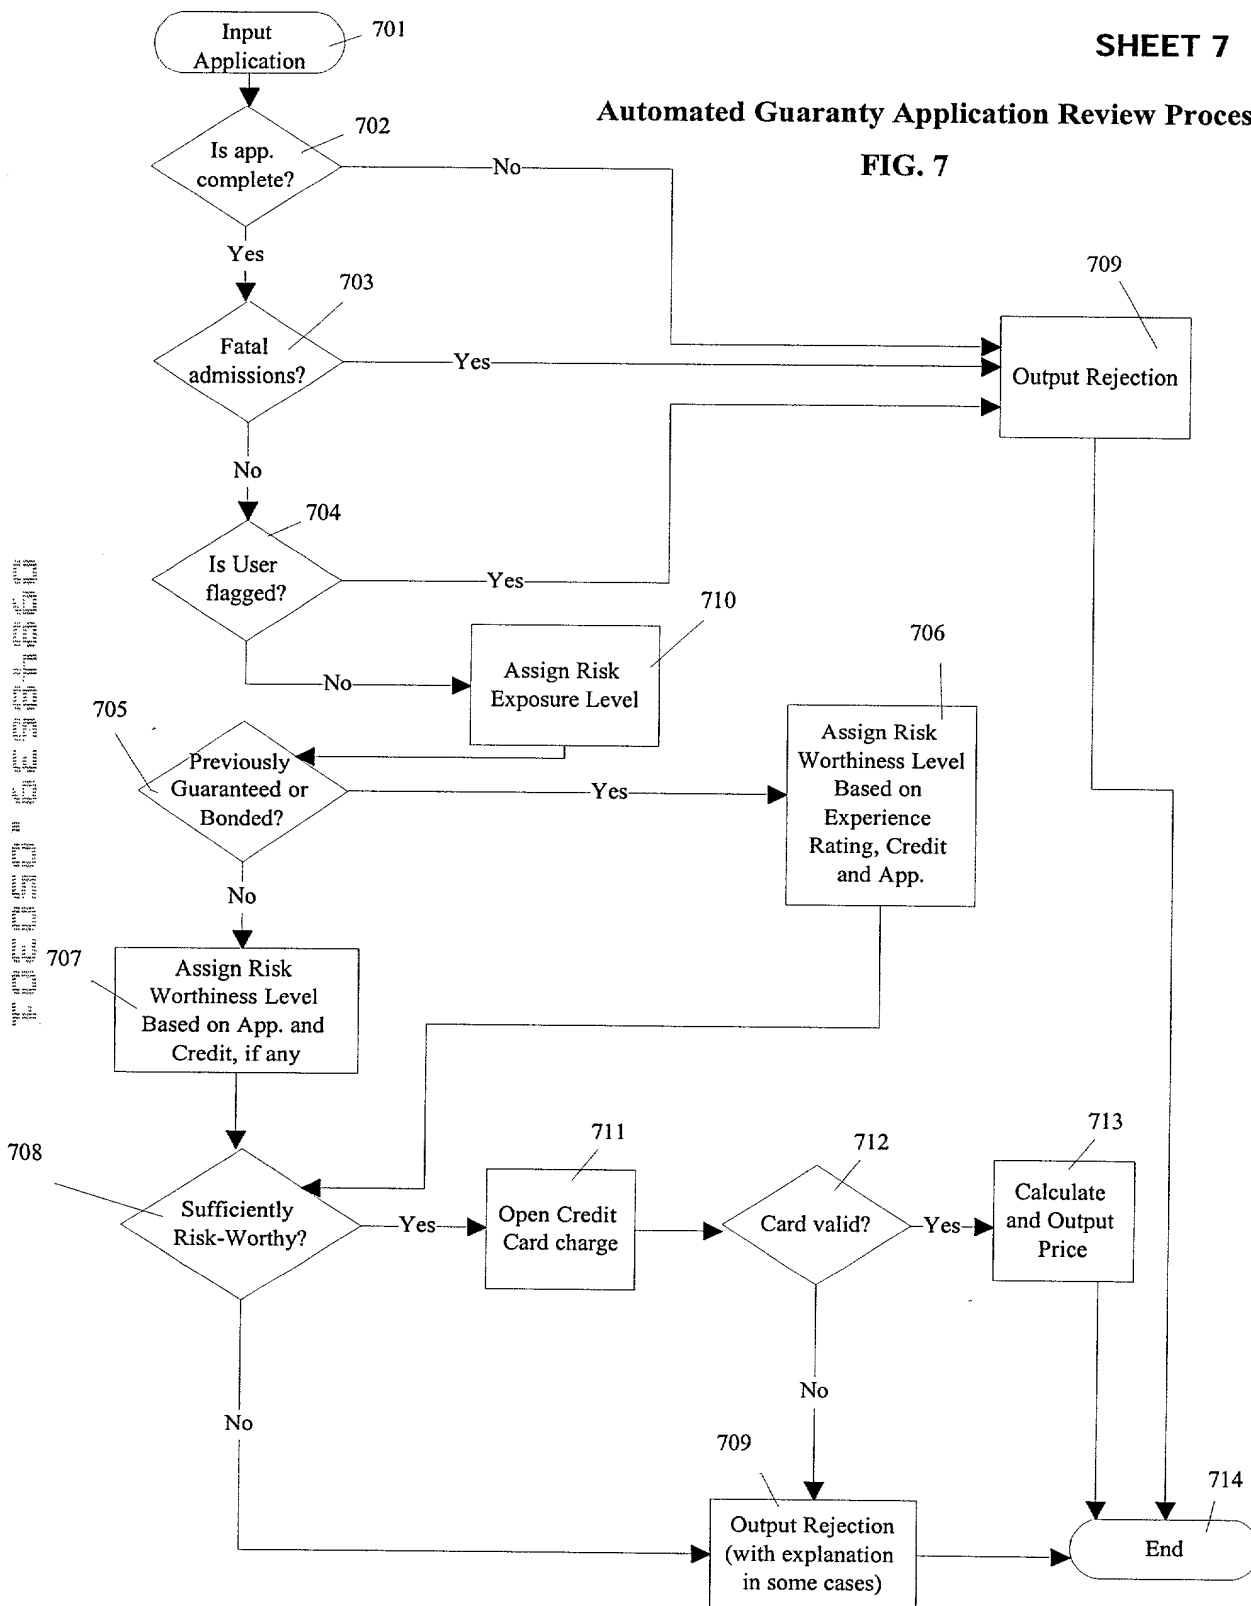 SHEET 7
Automated Guaranty Application Review Proces
FIG. 7
Input
Application
701
702
Is app.
complete?
No
Yes
703
Fatal
admissions?
Yes
709
Output Rejection
No
704
Is User
flagged?
Yes
No
710
Assign Risk
Exposure Level
706
Assign Risk
Worthiness Level
Based on
Experience
Rating, Credit
and App.
705
Previously
Guaranteed or
Bonded?
Yes
No
707
Assign Risk
Worthiness Level
Based on App. and
Credit, if any
708
Sufficiently
Risk-Worthy?
Yes
711
Open Credit
Card charge
712
Card valid?
Yes
713
Calculate
and Output
Price
No
No
709
Output Rejection
(with explanation
in some cases)
714
End